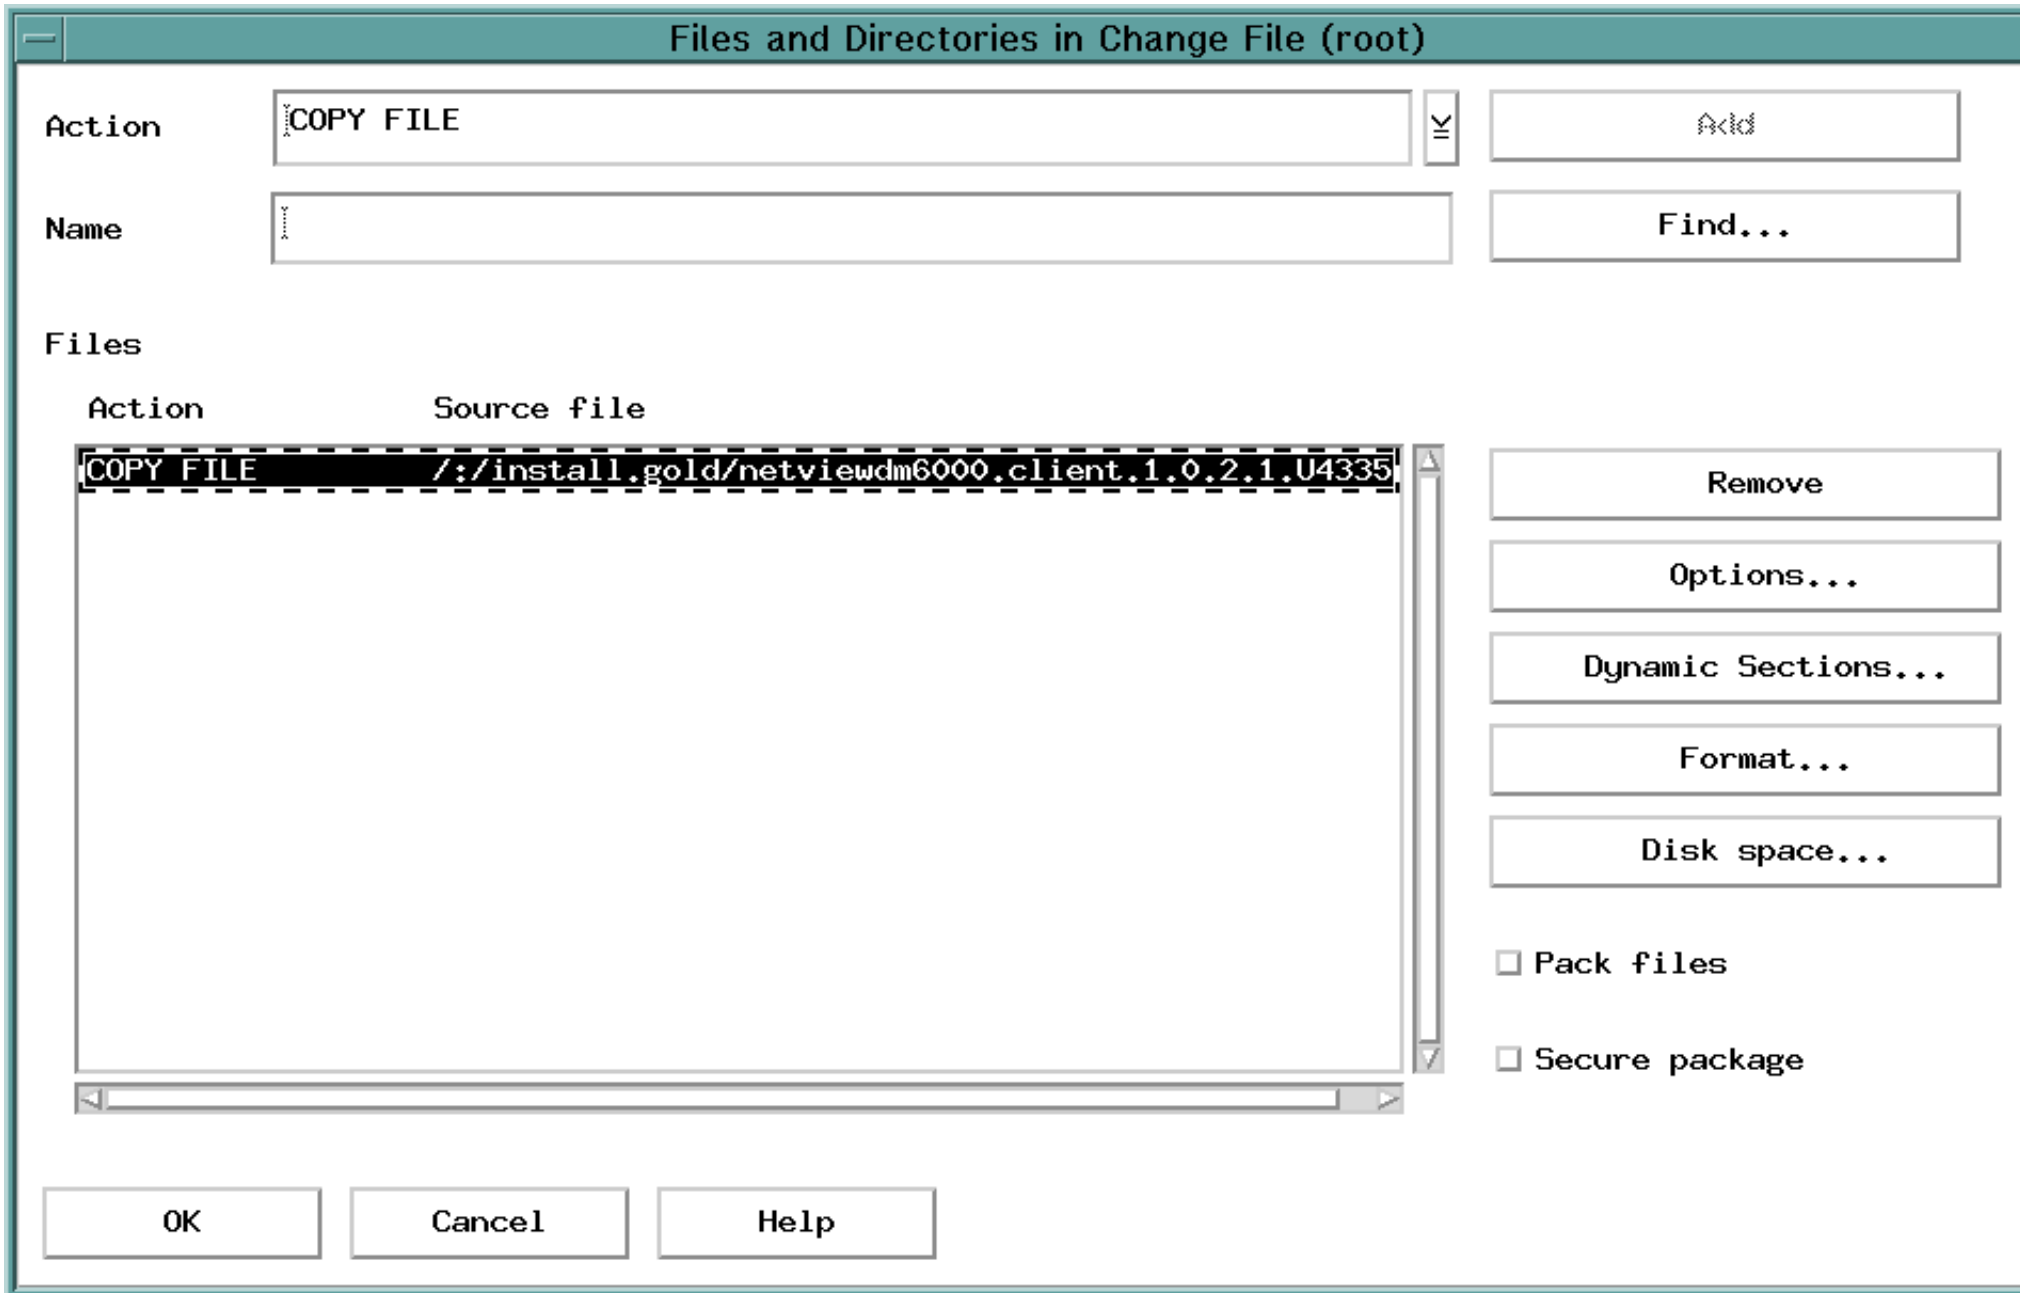 Files and Directories in Change File (root)
Action COPY FILE Add
Name Find...
Files
Action Source file
COPY FILE /:/install.gold/netviewdm6000.client.1.0.2.1.U4335
Remove
Options...
Dynamic Sections...
Format...
Disk space...
Pack files
Secure package
OK Cancel Help